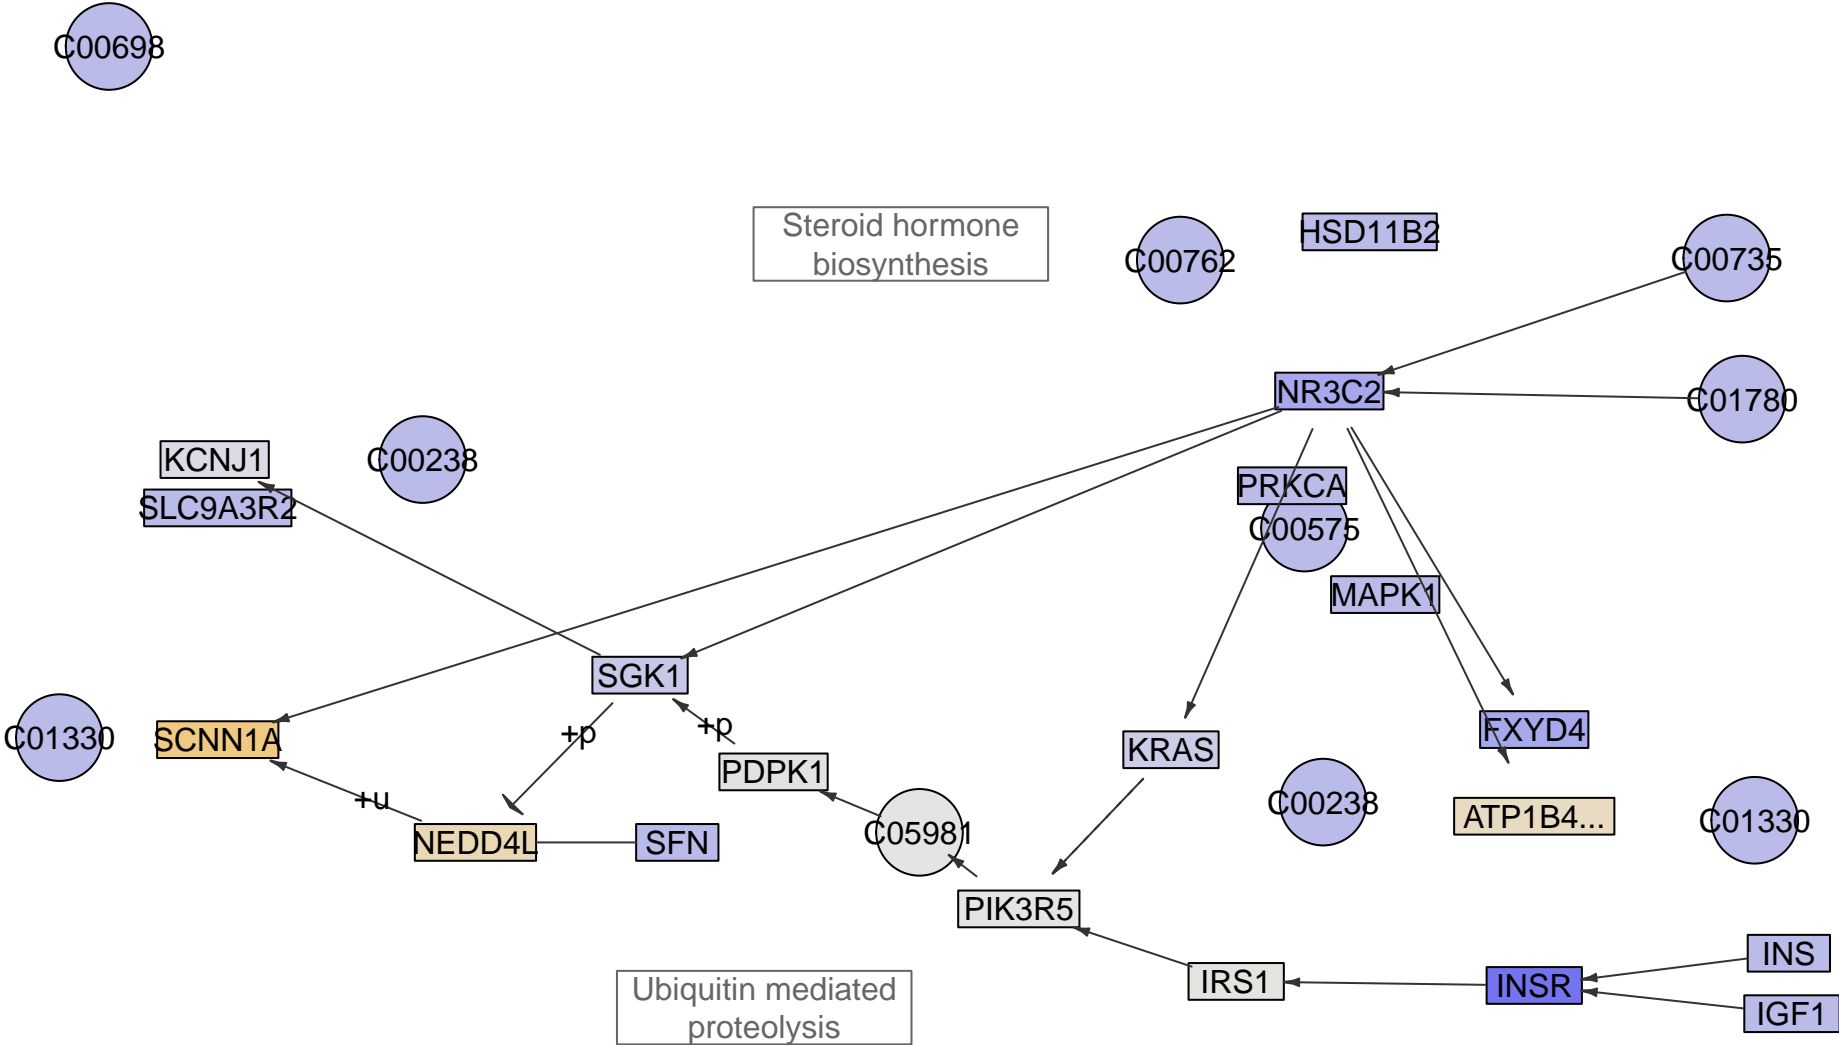 C00698
Steroid hormone
biosynthesis
C00762
HSD11B2
C00735
NR3C2
C01780
KCNJ1
C00238
SLC9A3R2
PRKCA
C00575
MAPK1
SGK1
C01330
SCNN1A
+p
+p
PDPK1
KRAS
FXYD4
+u
C00238
ATP1B4...
C01330
NEDD4L
SFN
C05981
PIK3R5
INS
IRS1
INSR
Ubiquitin mediated
proteolysis
IGF1